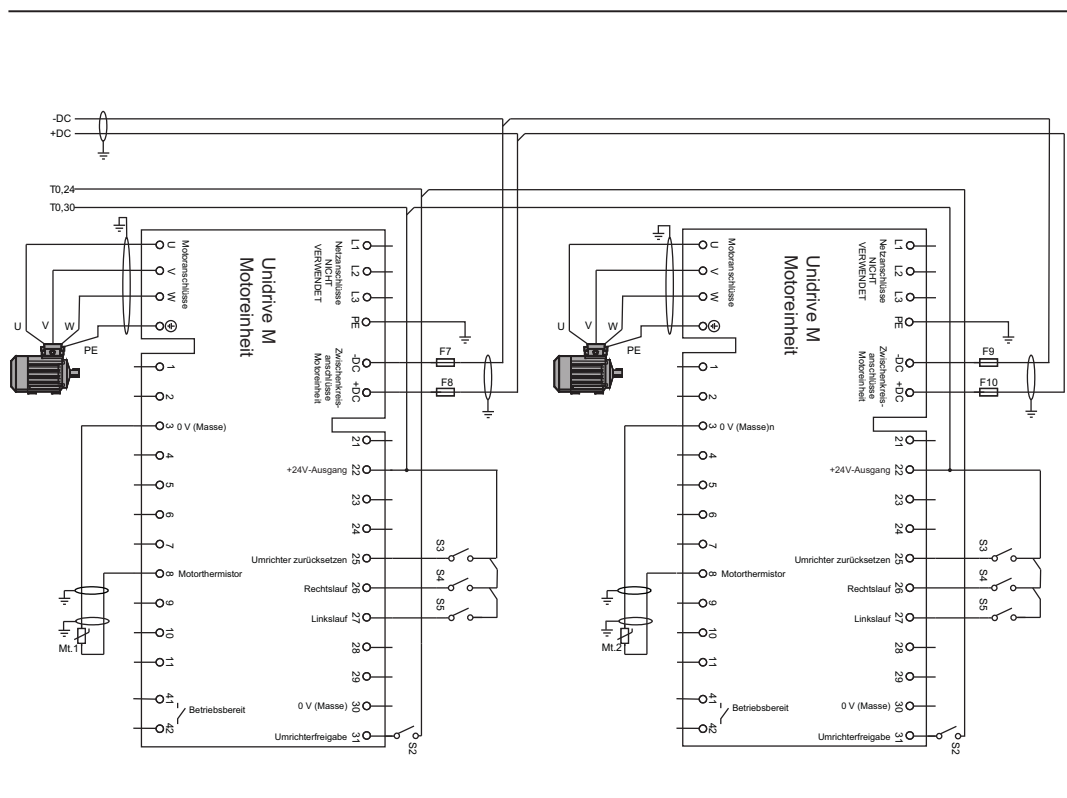 -DC
+DC
T0,24
T0,30
U
V
W
Motoranschlüsse
Unidrive M
Motoreinheit
Netzanschlüsse
NICHT
VERWENDET
L1
L2
L3
PE
Zwischenkreis-
anschlüsse
Motoreinheit
-DC
+DC
F7
F8
U
V
W
PE
1
2
3
0 V (Masse)
4
5
6
7
8
Motorthermistor
9
10
11
41
42
Betriebsbereit
Mt.1
21
+24V-Ausgang
22
23
24
Umrichter zurücksetzen
25
S3
Rechtslauf
26
S4
Linkslauf
27
S5
28
29
0 V (Masse)
30
Umrichterfreigabe
31
S2
U
V
W
Motoranschlüsse
Unidrive M
Motoreinheit
Netzanschlüsse
NICHT
VERWENDET
L1
L2
L3
PE
Zwischenkreis-
anschlüsse
Motoreinheit
-DC
+DC
F9
F10
U
V
W
PE
1
2
3
0 V (Masse)n
4
5
6
7
8
Motorthermistor
9
10
11
41
42
Betriebsbereit
Mt.2
21
+24V-Ausgang
22
23
24
Umrichter zurücksetzen
25
S3
Rechtslauf
26
S4
Linkslauf
27
S5
28
29
0 V (Masse)
30
Umrichterfreigabe
31
S2